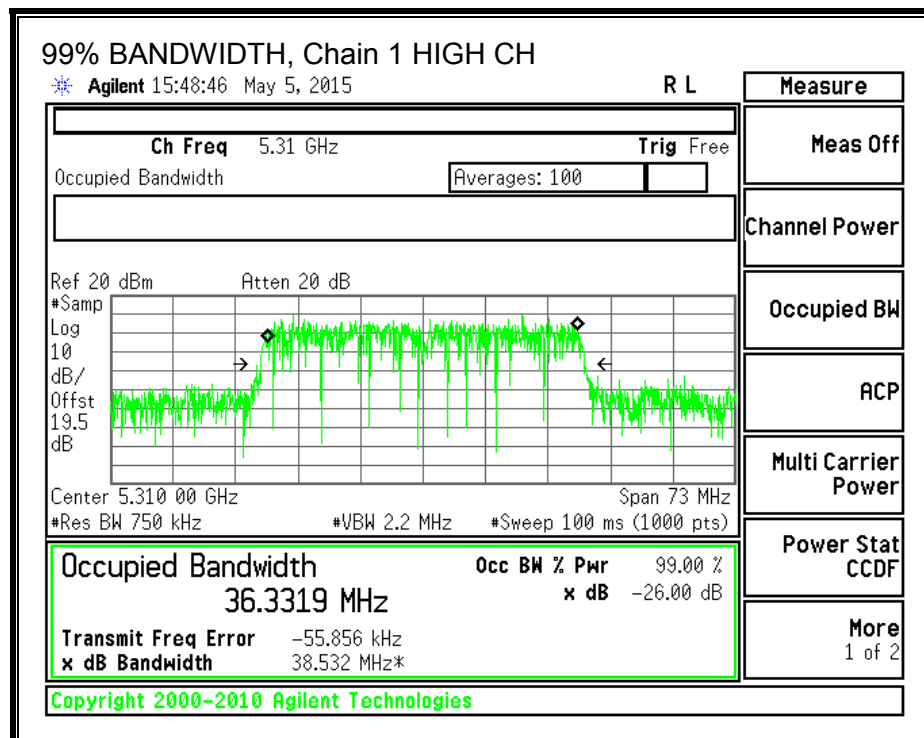 99% BANDWIDTH, Chain 1 HIGH CH
Agilent 15:48:46 May 5, 2015 R L
Measure
Ch Freq 5.31 GHz Trig Free
Occupied Bandwidth Averages: 100
Meas Off
Channel Power
Occupied BW
ACP
Multi Carrier
Power
Power Stat
CCDF
More
1 of 2
Ref 20 dBm Atten 20 dB
#Samp
Log
10
dB/
Offst
19.5
dB
Center 5.310 00 GHz Span 73 MHz
#Res BW 750 kHz #VBW 2.2 MHz #Sweep 100 ms (1000 pts)
Occupied Bandwidth Occ BW % Pwr 99.00 %
36.3319 MHz x dB -26.00 dB
Transmit Freq Error -55.856 kHz
x dB Bandwidth 38.532 MHz*
Copyright 2000-2010 Agilent Technologies